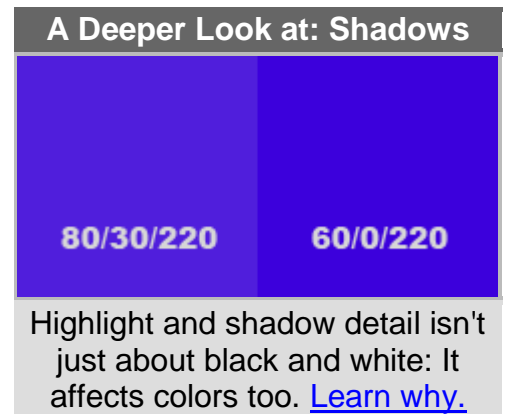 A Deeper Look at: Shadows
80/30/220 60/0/220
Highlight and shadow detail isn't
just about black and white: It
affects colors too. Learn why.